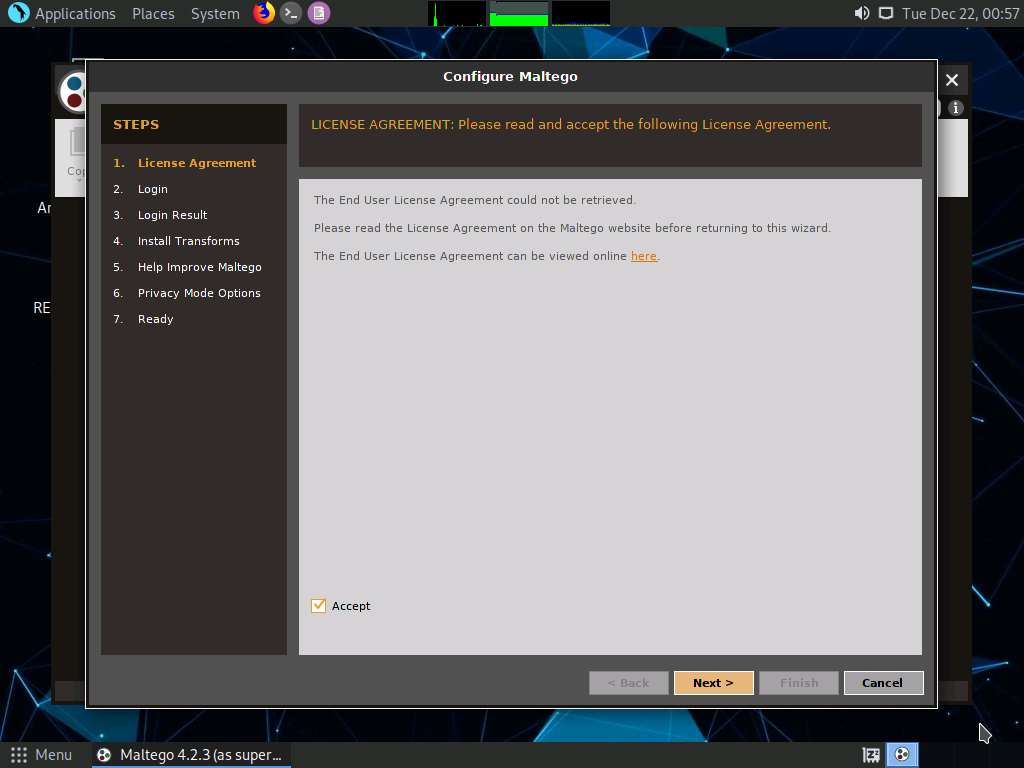 Applications Places System Tue Dec 22, 00:57
Configure Maltego
STEPS
1. License Agreement
2. Login
3. Login Result
4. Install Transforms
5. Help Improve Maltego
6. Privacy Mode Options
7. Ready
LICENSE AGREEMENT: Please read and accept the following License Agreement.
The End User License Agreement could not be retrieved.
Please read the License Agreement on the Maltego website before returning to this wizard.
The End User License Agreement can be viewed online here.
Accept
< Back Next > Finish Cancel
RE
Menu Maltego 4.2.3 (as super...